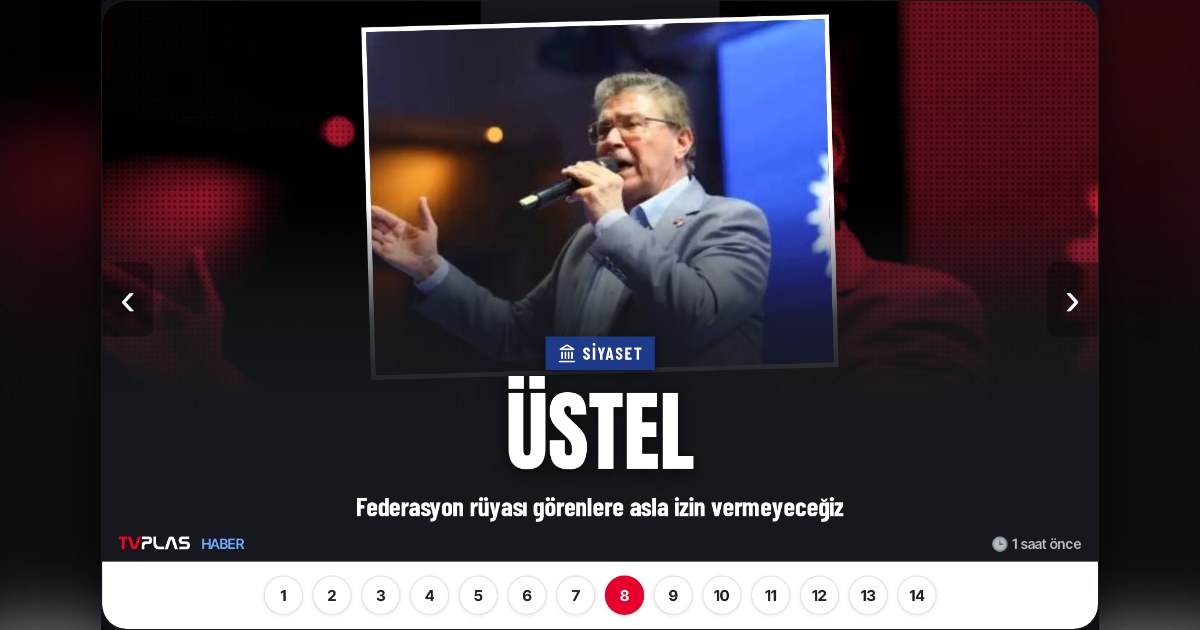 SİYASET
ÜSTEL
Federasyon rüyası görenlere asla izin vermeyeceğiz
TVPLAS HABER
1 saat önce
1 2 3 4 5 6 7 8 9 10 11 12 13 14